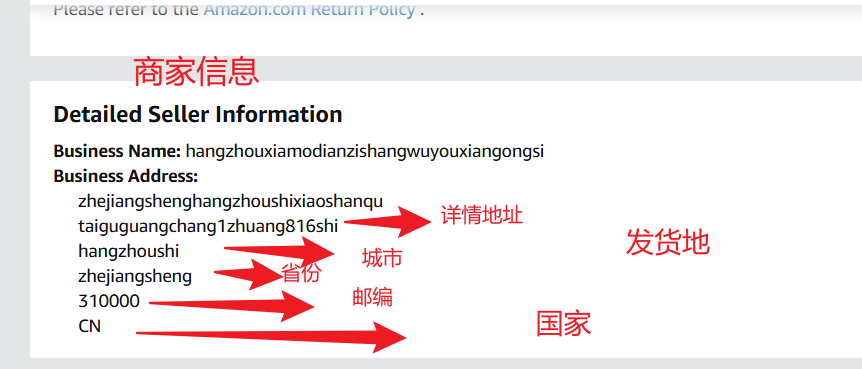 Please refer to the Amazon.com Return Policy .
商家信息
Detailed Seller Information
Business Name: hangzhouxiamodianzishangwuyouxiangongsi
Business Address:
zhejiangshenghangzhoushixiaoshanqu
taiguguangchang1zhuang816shi 详情地址
发货地
hangzhoushi 城市
zhejiangsheng 省份
310000 邮编
CN 国家